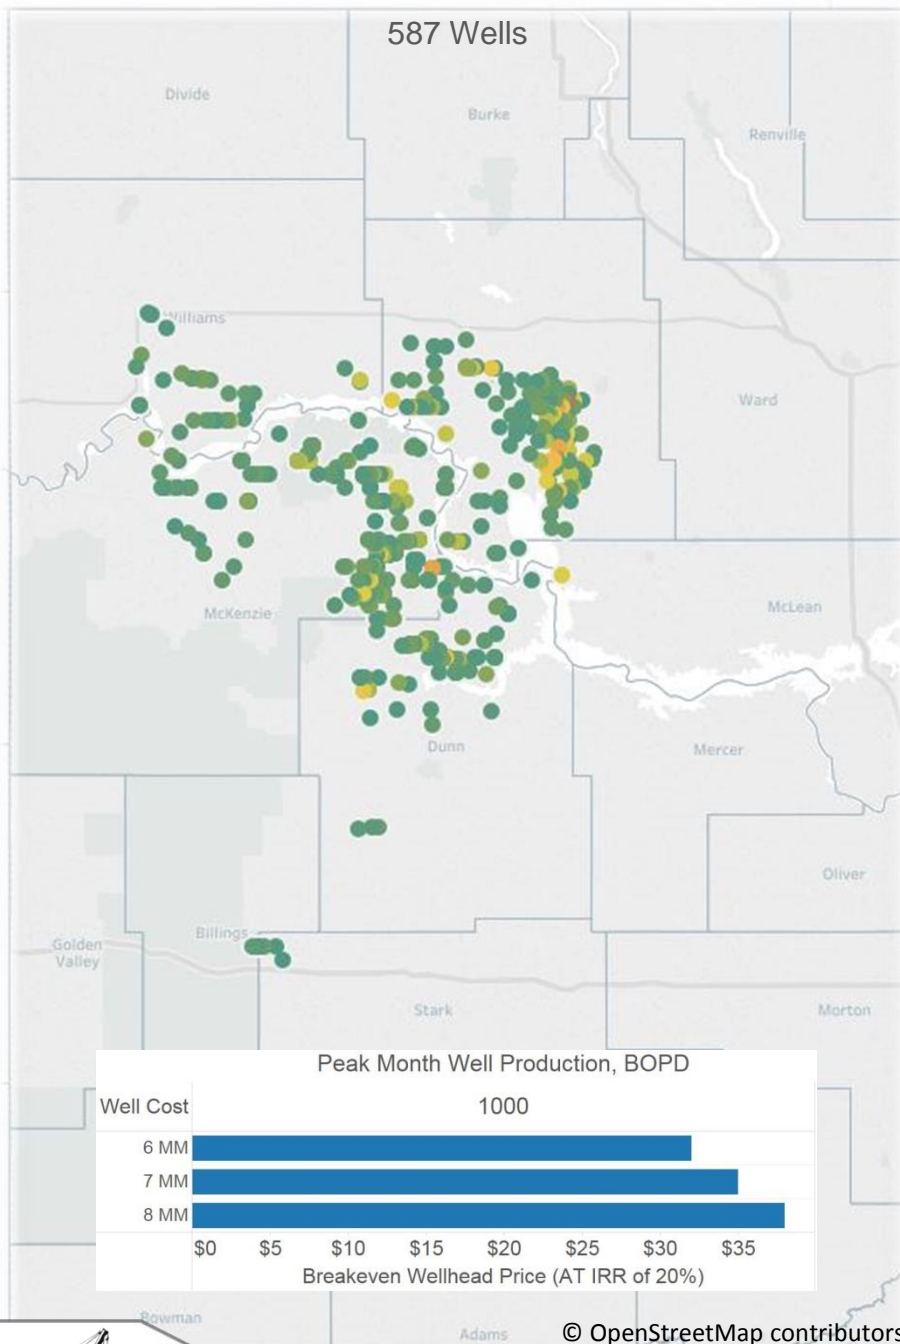 587 Wells
Divide
Burke
Renville
Williams
Ward
McKenzie
McLean
Dunn
Mercer
Oliver
Billings
Golden
Valley
Stark
Morton
Peak Month Well Production, BOPD
Well Cost 1000
6 MM
7 MM
8 MM
$0 $5 $10 $15 $20 $25 $30 $35
Breakeven Wellhead Price (AT IRR of 20%)
Bowman
Adams
© OpenStreetMap contributors